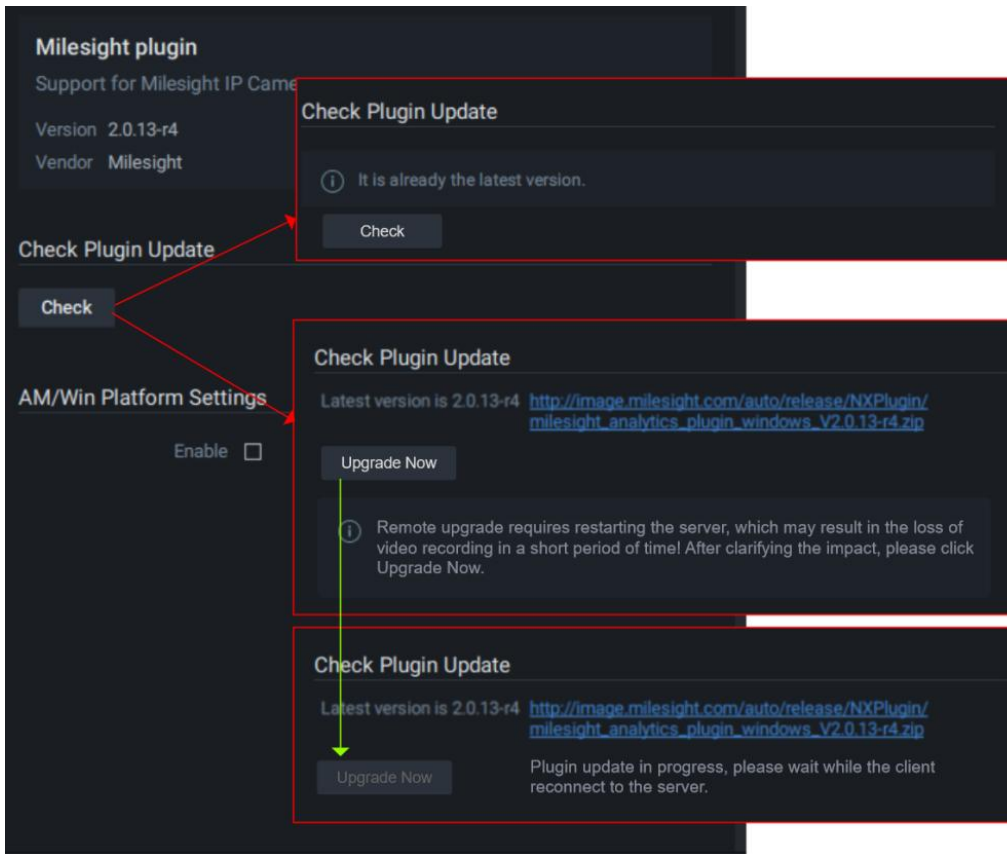 Milesight plugin
Support for Milesight IP Came
Version 2.0.13-r4
Vendor Milesight
Check Plugin Update
Check
AM/Win Platform Settings
Enable
Check Plugin Update
It is already the latest version.
Check
Check Plugin Update
Latest version is 2.0.13-r4 http://image.milesight.com/auto/release/NXPlugin/
milesight_analytics_plugin_windows_V2.0.13-r4.zip
Upgrade Now
Remote upgrade requires restarting the server, which may result in the loss of
video recording in a short period of time! After clarifying the impact, please click
Upgrade Now.
Check Plugin Update
Latest version is 2.0.13-r4 http://image.milesight.com/auto/release/NXPlugin/
milesight_analytics_plugin_windows_V2.0.13-r4.zip
Upgrade Now
Plugin update in progress, please wait while the client
reconnect to the server.